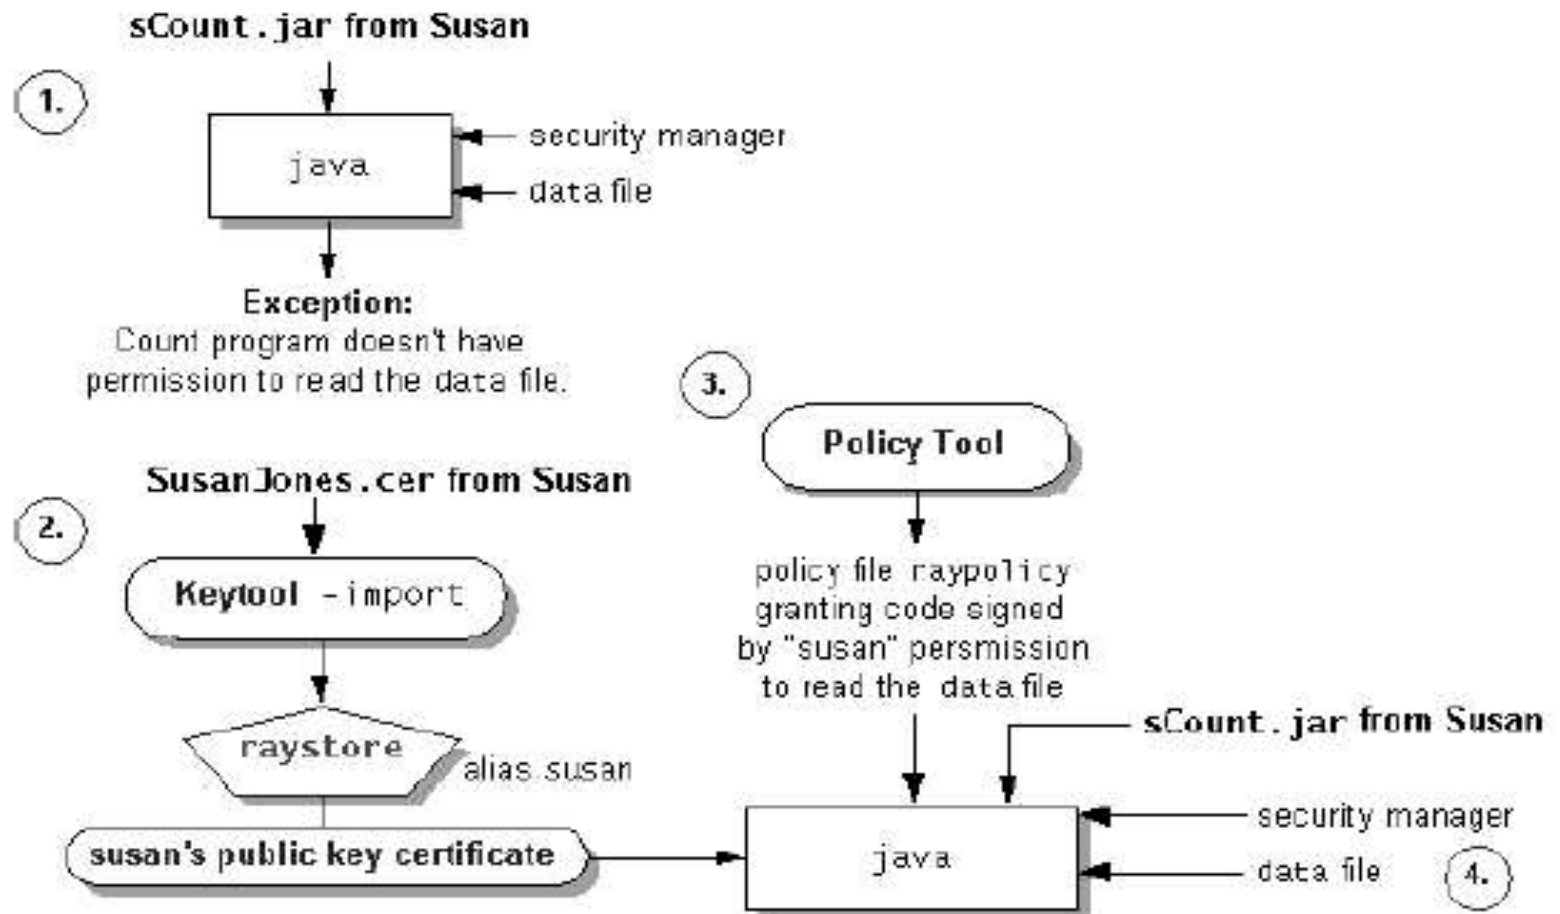 sCount.jar from Susan
1.
java
security manager
data file
Exception:
Count program doesn't have
permission to read the data file.
SusanJones.cer from Susan
2.
Keytool -import
raystore
alias susan
susan's public key certificate
3.
Policy Tool
policy file raypolicy
granting code signed
by "susan" persmission
to read the data file
sCount.jar from Susan
java
security manager
data file
4.